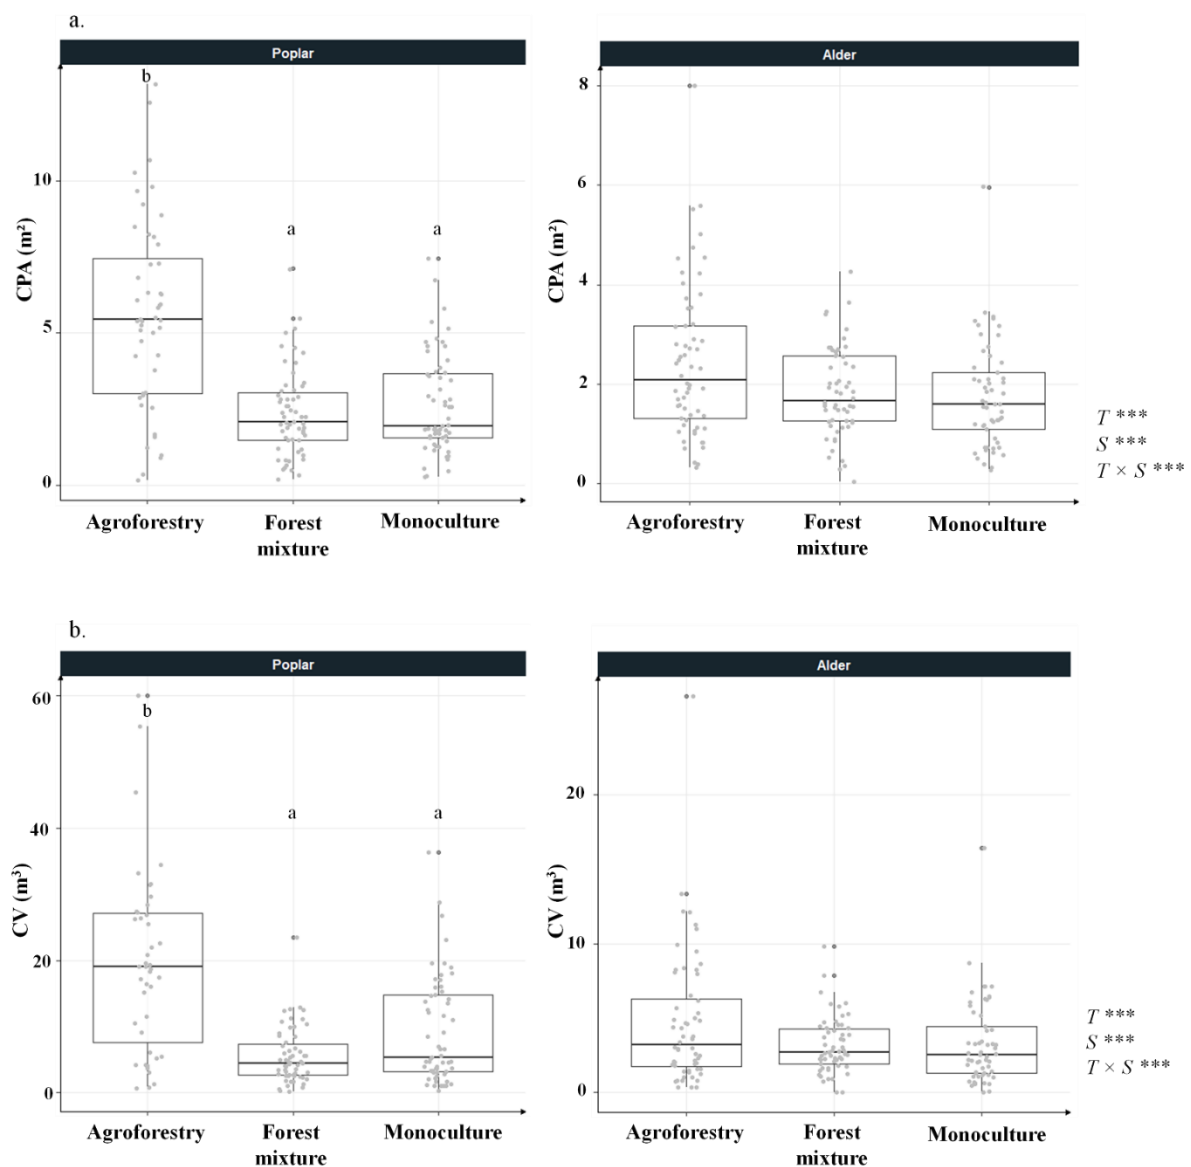 a.
Poplar
b
a
a
10
5
0
CPA (m²)
Agroforestry
Forest
mixture
Monoculture
Alder
8
6
4
2
0
CPA (m²)
Agroforestry
Forest
mixture
Monoculture
T ***
S ***
T × S ***
b.
Poplar
b
a
a
60
40
20
0
CV (m³)
Agroforestry
Forest
mixture
Monoculture
Alder
20
10
0
CV (m³)
Agroforestry
Forest
mixture
Monoculture
T ***
S ***
T × S ***